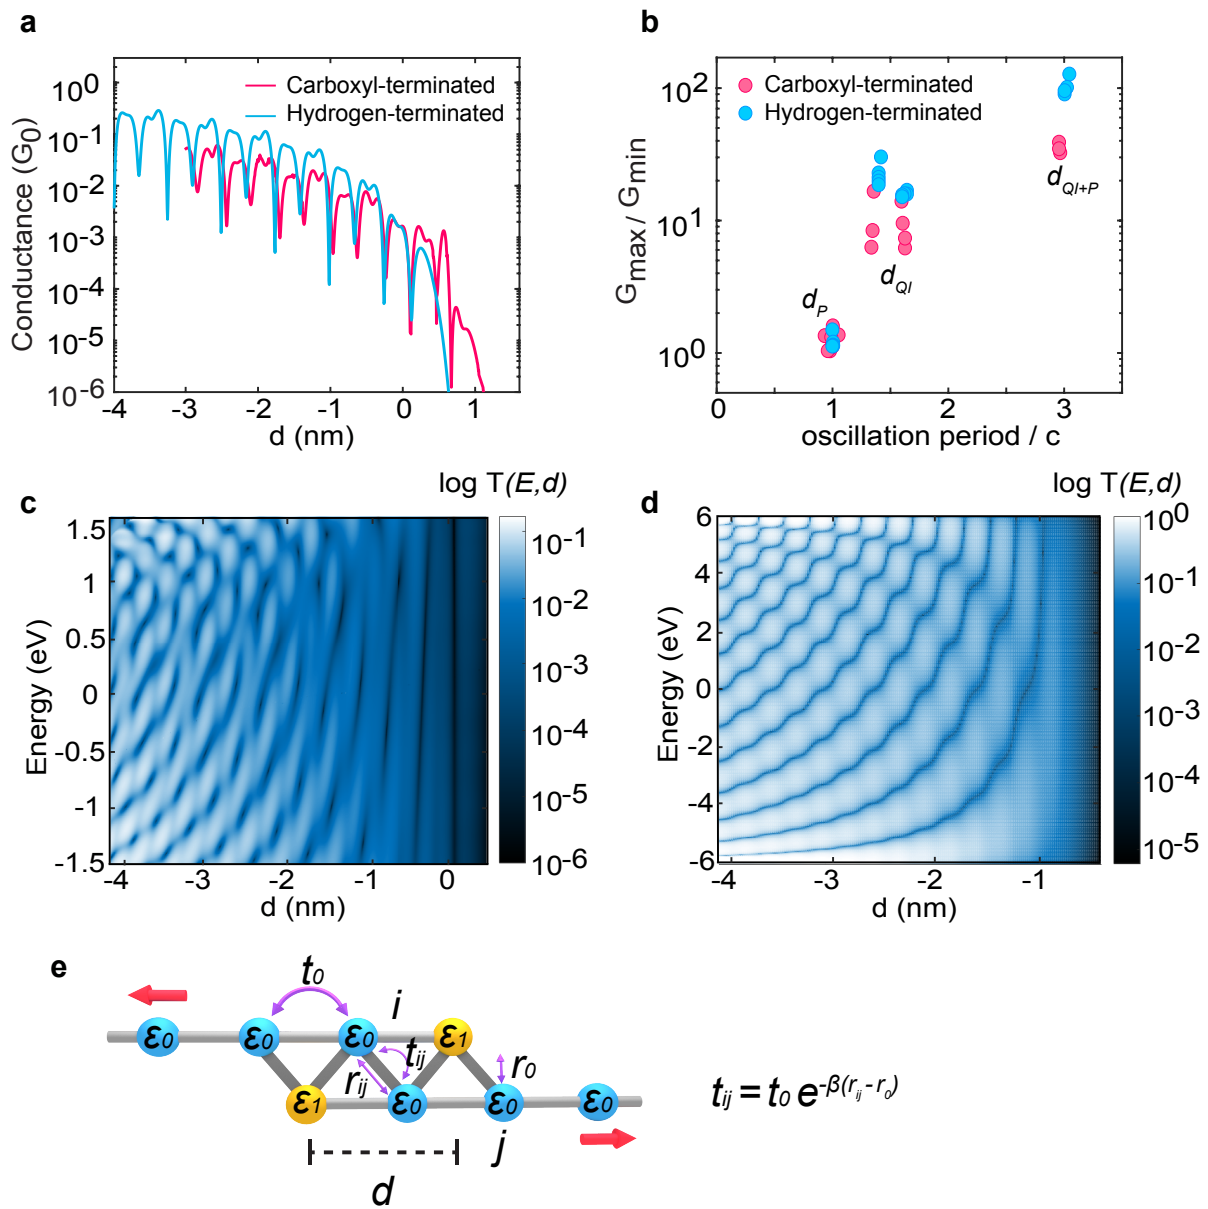 a
Conductance (G0)
10^0
10^-1
10^-2
10^-3
10^-4
10^-5
10^-6
Carboxyl-terminated
Hydrogen-terminated
-4 -3 -2 -1 0 1
d (nm)
b
Gmax / Gmin
10^2
10^1
10^0
Carboxyl-terminated
Hydrogen-terminated
dQI+P
dQI
dP
0 1 2 3
oscillation period / c
c
log T(E,d)
Energy (eV)
1.5
1
0.5
0
-0.5
-1
-1.5
-4 -3 -2 -1 0
d (nm)
10^-1
10^-2
10^-3
10^-4
10^-5
10^-6
d
log T(E,d)
Energy (eV)
6
4
2
0
-2
-4
-6
-4 -3 -2 -1
d (nm)
10^0
10^-1
10^-2
10^-3
10^-4
10^-5
e
t0
i
ε0 ε0 ε0 ε1
tij
rij
r0
ε1 ε0 ε0 ε0
j
d
tij = t0 e^-β(rij - r0)